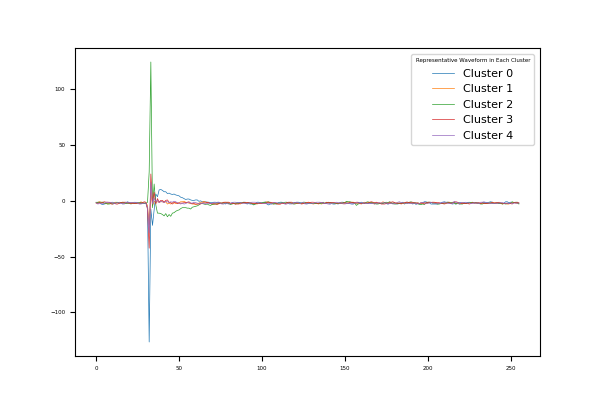 Representative Waveform in Each Cluster
Cluster 0
Cluster 1
Cluster 2
Cluster 3
Cluster 4
100
50
0
−50
−100
0
50
100
150
200
250